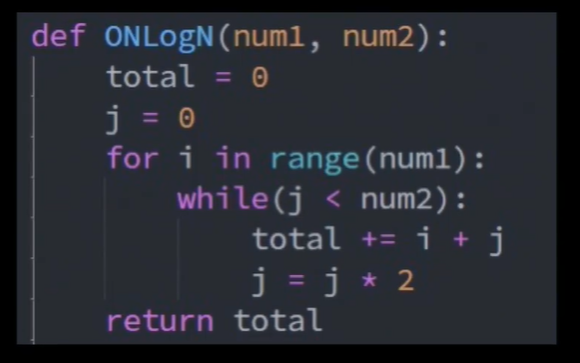 def ONLogN(num1, num2):
    total = 0
    j = 0
    for i in range(num1):
        while(j < num2):
            total += i + j
            j = j * 2
    return total